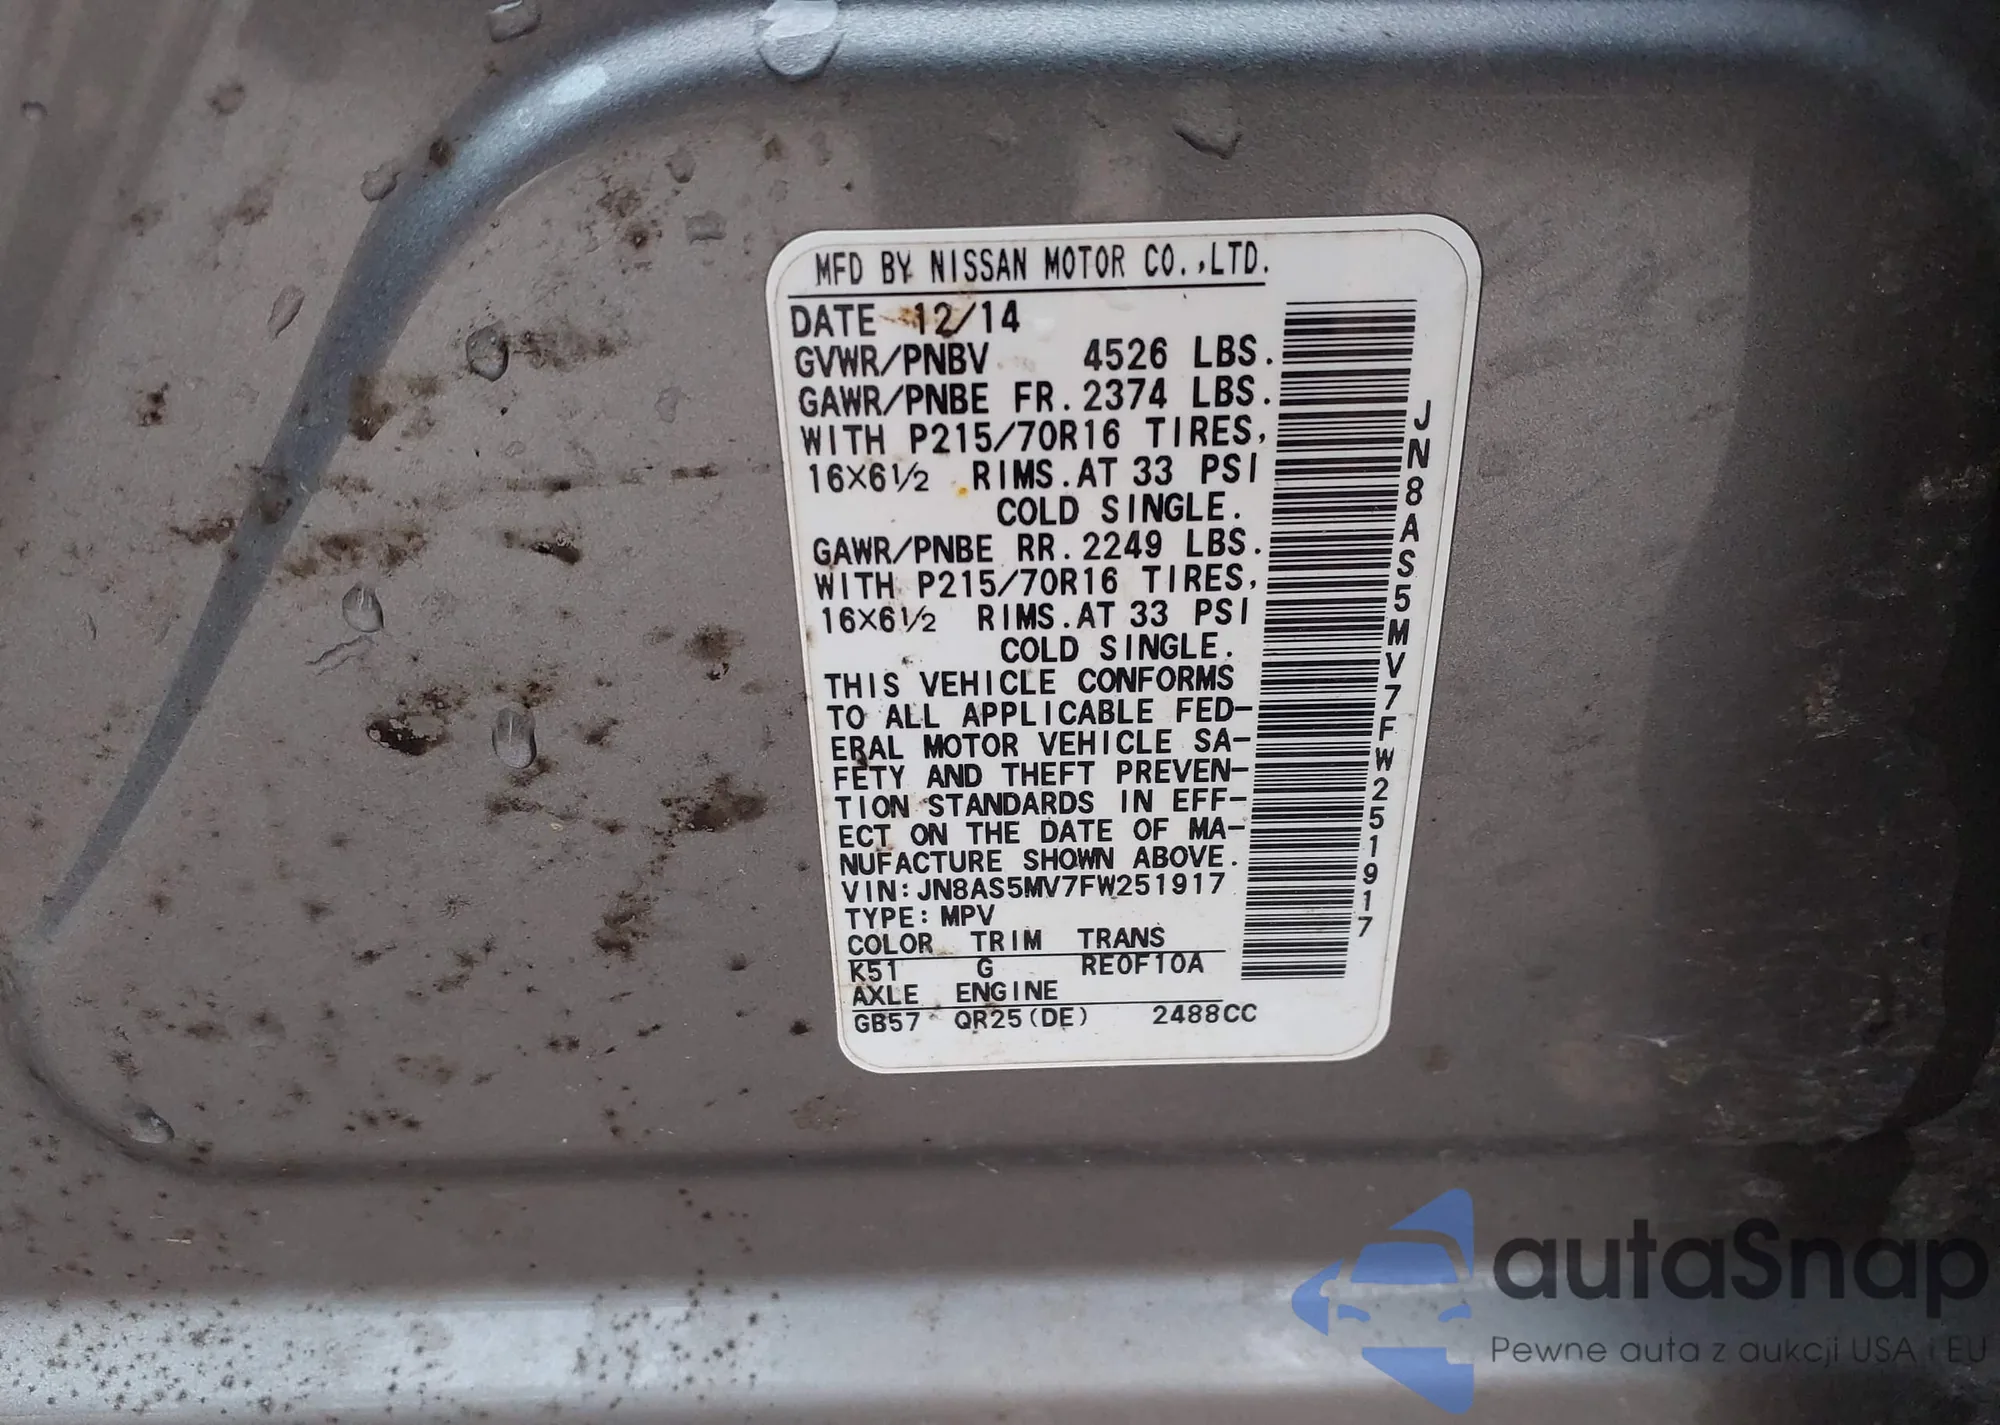 MFD BY NISSAN MOTOR CO.,LTD.
DATE 12/14
GVWR/PNBV 4526 LBS.
GAWR/PNBE FR. 2374 LBS.
WITH P215/70R16 TIRES,
16X6½ RIMS.AT 33 PSI
COLD SINGLE.
GAWR/PNBE RR. 2249 LBS.
WITH P215/70R16 TIRES,
16X6½ RIMS.AT 33 PSI
COLD SINGLE.
THIS VEHICLE CONFORMS
TO ALL APPLICABLE FED-
ERAL MOTOR VEHICLE SA-
FETY AND THEFT PREVEN-
TION STANDARDS IN EFF-
ECT ON THE DATE OF MA-
NUFACTURE SHOWN ABOVE.
VIN:JN8AS5MV7FW251917
TYPE:MPV
COLOR TRIM TRANS
K51 G RE0F10A
AXLE ENGINE
GB57 QR25(DE) 2488CC
JN8AS5MV7FW251917
autaSnap
Pewne auta z aukcji USA i EU